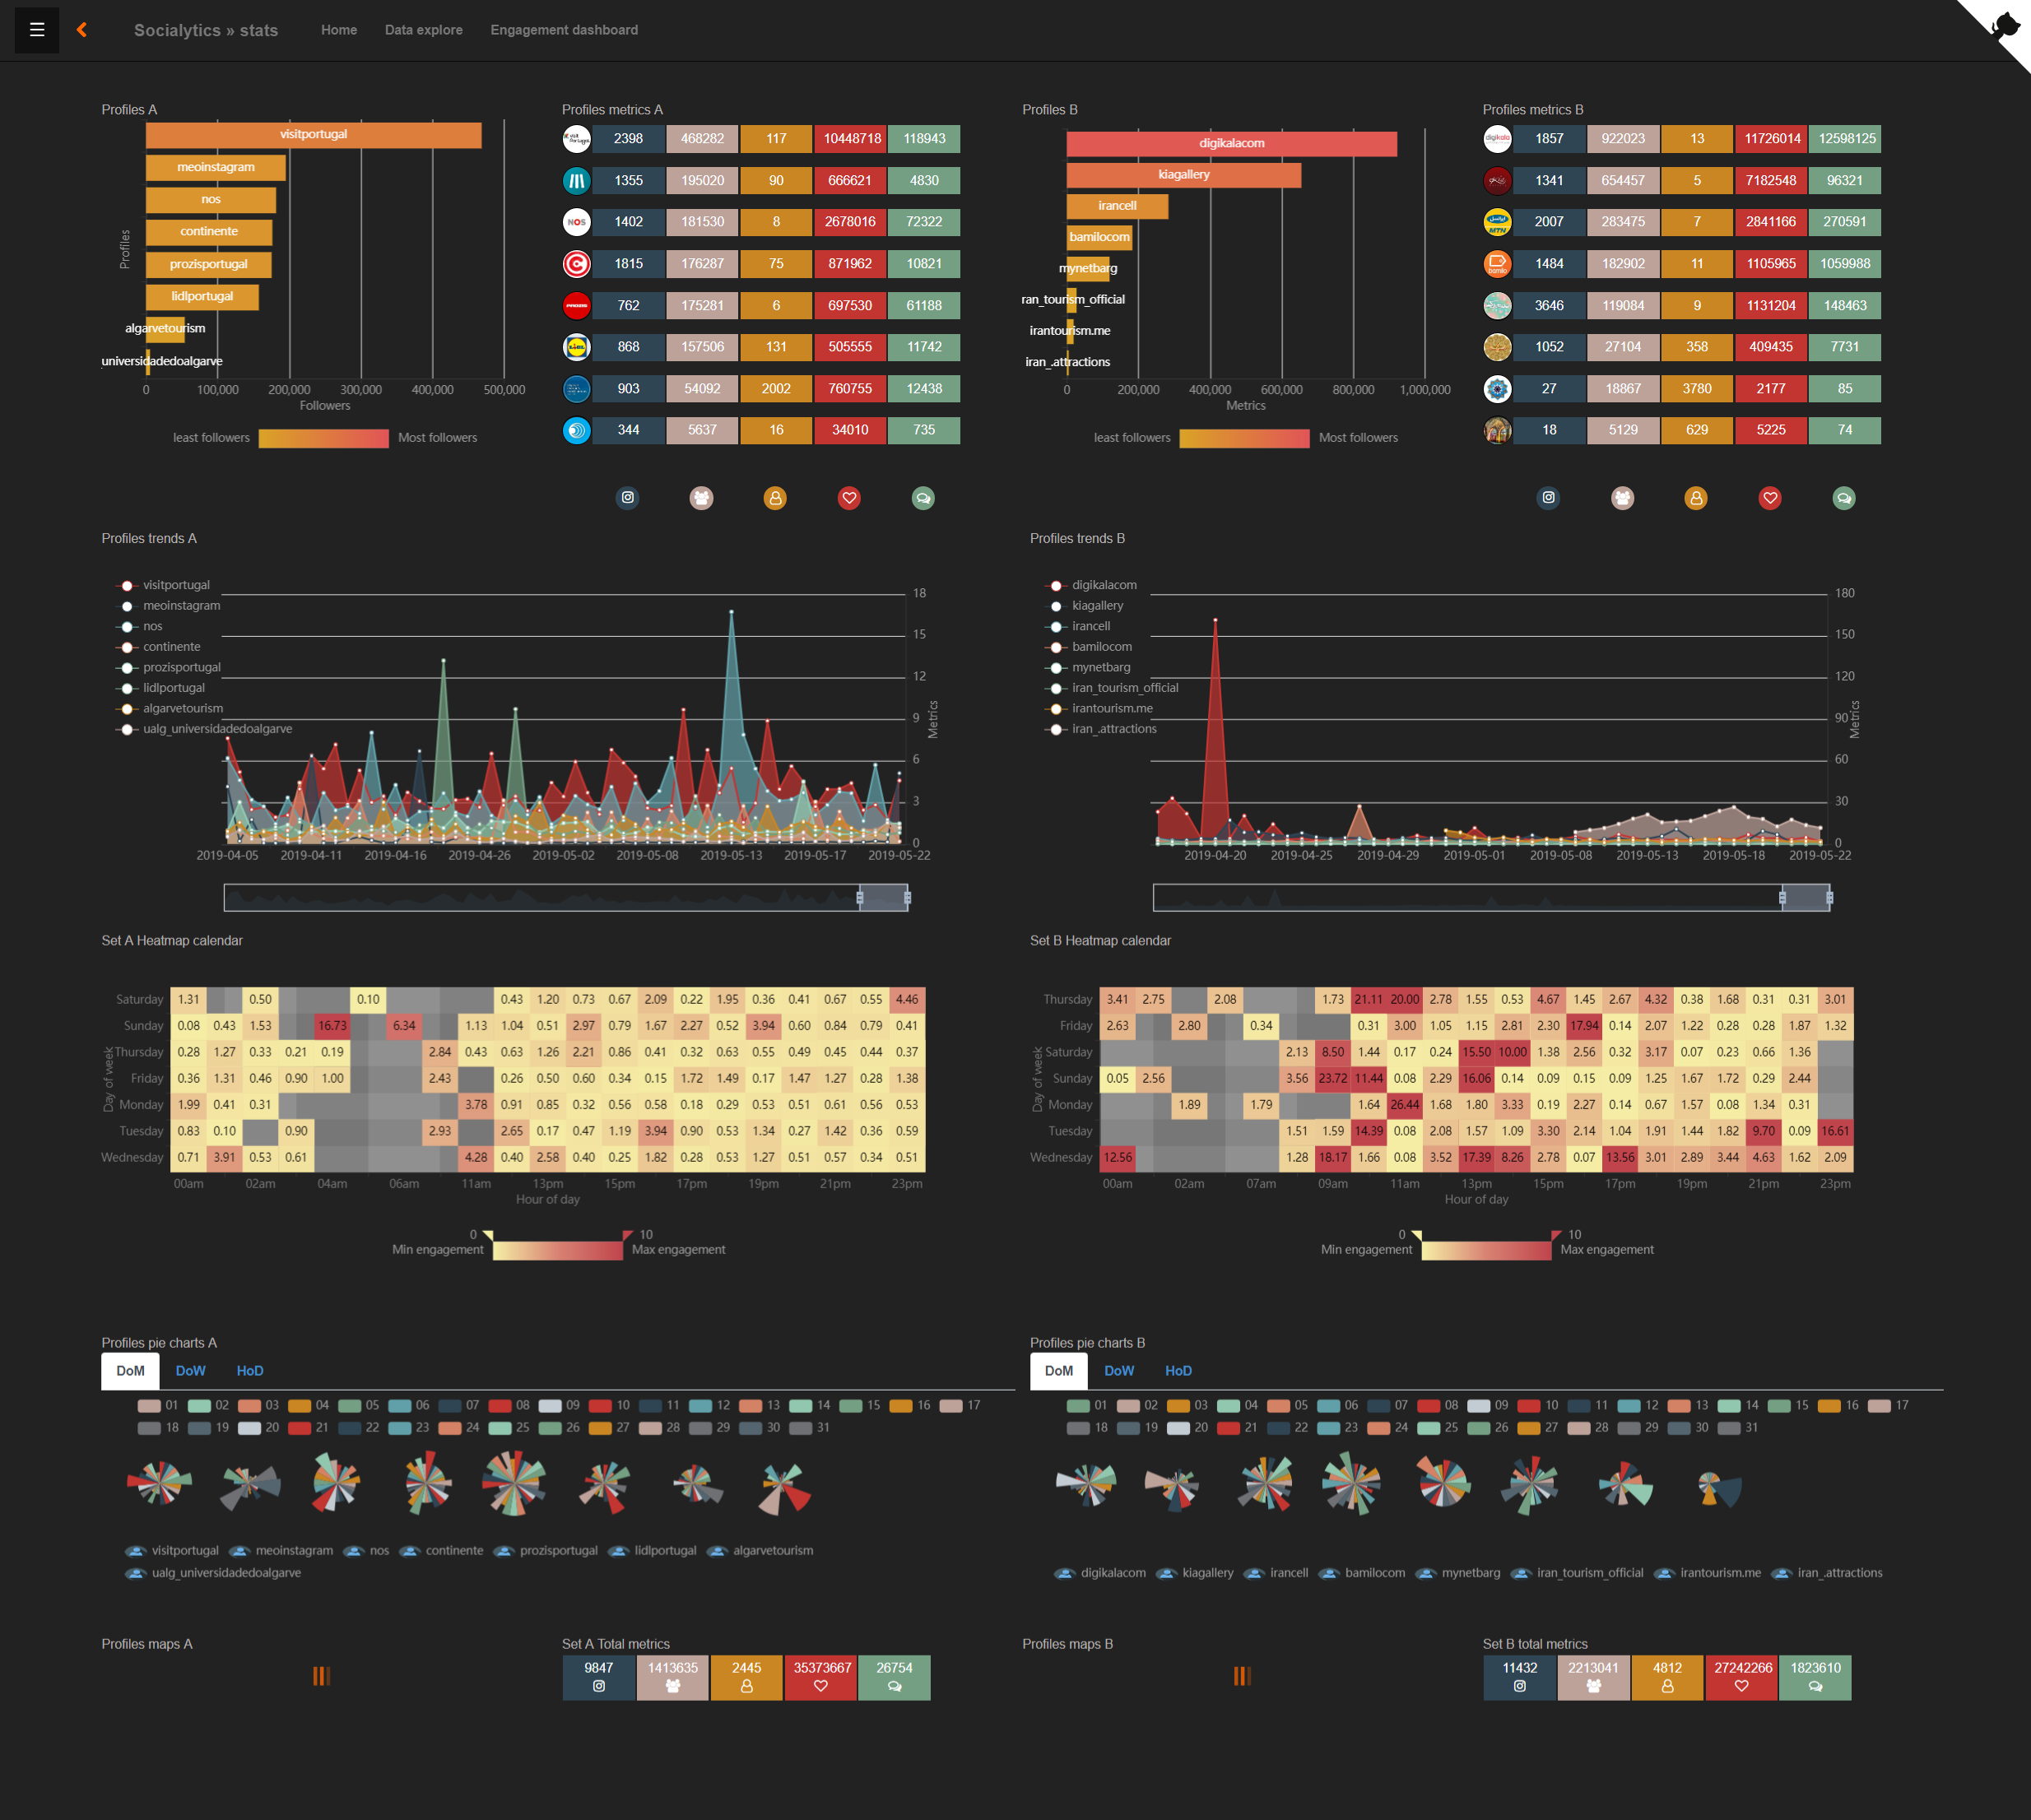 Socialytics » stats Home Data explore Engagement dashboard
Profiles A
visitportugal
meoinstagram
nos
continente
prozisportugal
lidlportugal
algarvetourism
universidadedoalgarve
Profiles
0 100,000 200,000 300,000 400,000 500,000
Followers
least followers Most followers
Profiles metrics A
2398 468282 117 10448718 118943
1355 195020 90 666621 4830
NOS 1402 181530 8 2678016 72322
1815 176287 75 871962 10821
762 175281 6 697530 61188
868 157506 131 505555 11742
903 54092 2002 760755 12438
344 5637 16 34010 735
Profiles B
digikalacom
kiagallery
irancell
bamilocom
mynetbarg
ran_tourism_official
irantourism.me
iran_.attractions
0 200,000 400,000 600,000 800,000 1,000,000
Metrics
least followers Most followers
Profiles metrics B
1857 922023 13 11726014 12598125
1341 654457 5 7182548 96321
2007 283475 7 2841166 270591
1484 182902 11 1105965 1059988
3646 119084 9 1131204 148463
1052 27104 358 409435 7731
27 18867 3780 2177 85
18 5129 629 5225 74
Profiles trends A
visitportugal
meoinstagram
nos
continente
prozisportugal
lidlportugal
algarvetourism
ualg_universidadedoalgarve
18
15
12
9
6
3
0
Metrics
2019-04-05 2019-04-11 2019-04-16 2019-04-26 2019-05-02 2019-05-08 2019-05-13 2019-05-17 2019-05-22
Profiles trends B
digikalacom
kiagallery
irancell
bamilocom
mynetbarg
iran_tourism_official
irantourism.me
iran_.attractions
180
150
120
90
60
30
0
Metrics
2019-04-20 2019-04-25 2019-04-29 2019-05-01 2019-05-08 2019-05-13 2019-05-18 2019-05-22
Set A Heatmap calendar
Day of week
Saturday 1.31 0.50 0.10 0.43 1.20 0.73 0.67 2.09 0.22 1.95 0.36 0.41 0.67 0.55 4.46
Sunday 0.08 0.43 1.53 16.73 6.34 1.13 1.04 0.51 2.97 0.79 1.67 2.27 0.52 3.94 0.60 0.84 0.79 0.41
Thursday 0.28 1.27 0.33 0.21 0.19 2.84 0.43 0.63 1.26 2.21 0.86 0.41 0.32 0.63 0.55 0.49 0.45 0.44 0.37
Friday 0.36 1.31 0.46 0.90 1.00 2.43 0.26 0.50 0.60 0.34 0.15 1.72 1.49 0.17 1.47 1.27 0.28 1.38
Monday 1.99 0.41 0.31 3.78 0.91 0.85 0.32 0.56 0.58 0.18 0.29 0.53 0.51 0.61 0.56 0.53
Tuesday 0.83 0.10 0.90 2.93 2.65 0.17 0.47 1.19 3.94 0.90 0.53 1.34 0.27 1.42 0.36 0.59
Wednesday 0.71 3.91 0.53 0.61 4.28 0.40 2.58 0.40 0.25 1.82 0.28 0.53 1.27 0.51 0.57 0.34 0.51
00am 02am 04am 06am 11am 13pm 15pm 17pm 19pm 21pm 23pm
Hour of day
0 10
Min engagement Max engagement
Set B Heatmap calendar
Day of week
Thursday 3.41 2.75 2.08 1.73 21.11 20.00 2.78 1.55 0.53 4.67 1.45 2.67 4.32 0.38 1.68 0.31 0.31 3.01
Friday 2.63 2.80 0.34 0.31 3.00 1.05 1.15 2.81 2.30 17.94 0.14 2.07 1.22 0.28 0.28 1.87 1.32
Saturday 2.13 8.50 1.44 0.17 0.24 15.50 10.00 1.38 2.56 0.32 3.17 0.07 0.23 0.66 1.36
Sunday 0.05 2.56 3.56 23.72 11.44 0.08 2.29 16.06 0.14 0.09 0.15 0.09 1.25 1.67 1.72 0.29 2.44
Monday 1.89 1.79 1.64 26.44 1.68 1.80 3.33 0.19 2.27 0.14 0.67 1.57 0.08 1.34 0.31
Tuesday 1.51 1.59 14.39 0.08 2.08 1.57 1.09 3.30 2.14 1.04 1.91 1.44 1.82 9.70 0.09 16.61
Wednesday 12.56 1.28 18.17 1.66 0.08 3.52 17.39 8.26 2.78 0.07 13.56 3.01 2.89 3.44 4.63 1.62 2.09
00am 02am 07am 09am 11am 13pm 15pm 17pm 19pm 21pm 23pm
Hour of day
0 10
Min engagement Max engagement
Profiles pie charts A
DoM DoW HoD
01 02 03 04 05 06 07 08 09 10 11 12 13 14 15 16 17
18 19 20 21 22 23 24 25 26 27 28 29 30 31
visitportugal meoinstagram nos continente prozisportugal lidlportugal algarvetourism
ualg_universidadedoalgarve
Profiles pie charts B
DoM DoW HoD
01 02 03 04 05 06 07 08 09 10 11 12 13 14 15 16 17
18 19 20 21 22 23 24 25 26 27 28 29 30 31
digikalacom kiagallery irancell bamilocom mynetbarg iran_tourism_official irantourism.me iran_.attractions
Profiles maps A
Set A Total metrics
9847 1413635 2445 35373667 26754
Profiles maps B
Set B total metrics
11432 2213041 4812 27242266 1823610